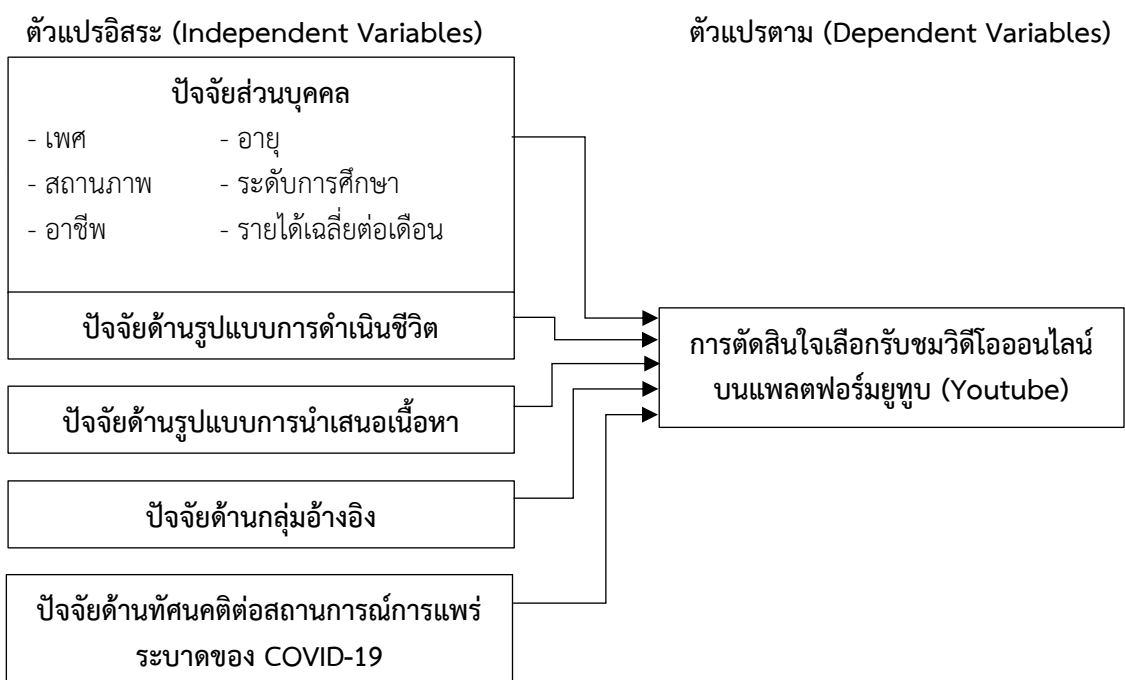 ตัวแปรอิสระ (Independent Variables)
ตัวแปรตาม (Dependent Variables)
ปัจจัยส่วนบุคคล
- เพศ - อายุ
- สถานภาพ - ระดับการศึกษา
- อาชีพ - รายได้เฉลี่ยต่อเดือน
ปัจจัยด้านรูปแบบการดำเนินชีวิต
ปัจจัยด้านรูปแบบการนำเสนอเนื้อหา
ปัจจัยด้านกลุ่มอ้างอิง
ปัจจัยด้านทัศนคติต่อสถานการณ์การแพร่
ระบาดของ COVID-19
การตัดสินใจเลือกรับชมวิดีโอออนไลน์
บนแพลตฟอร์มยูทูบ (Youtube)